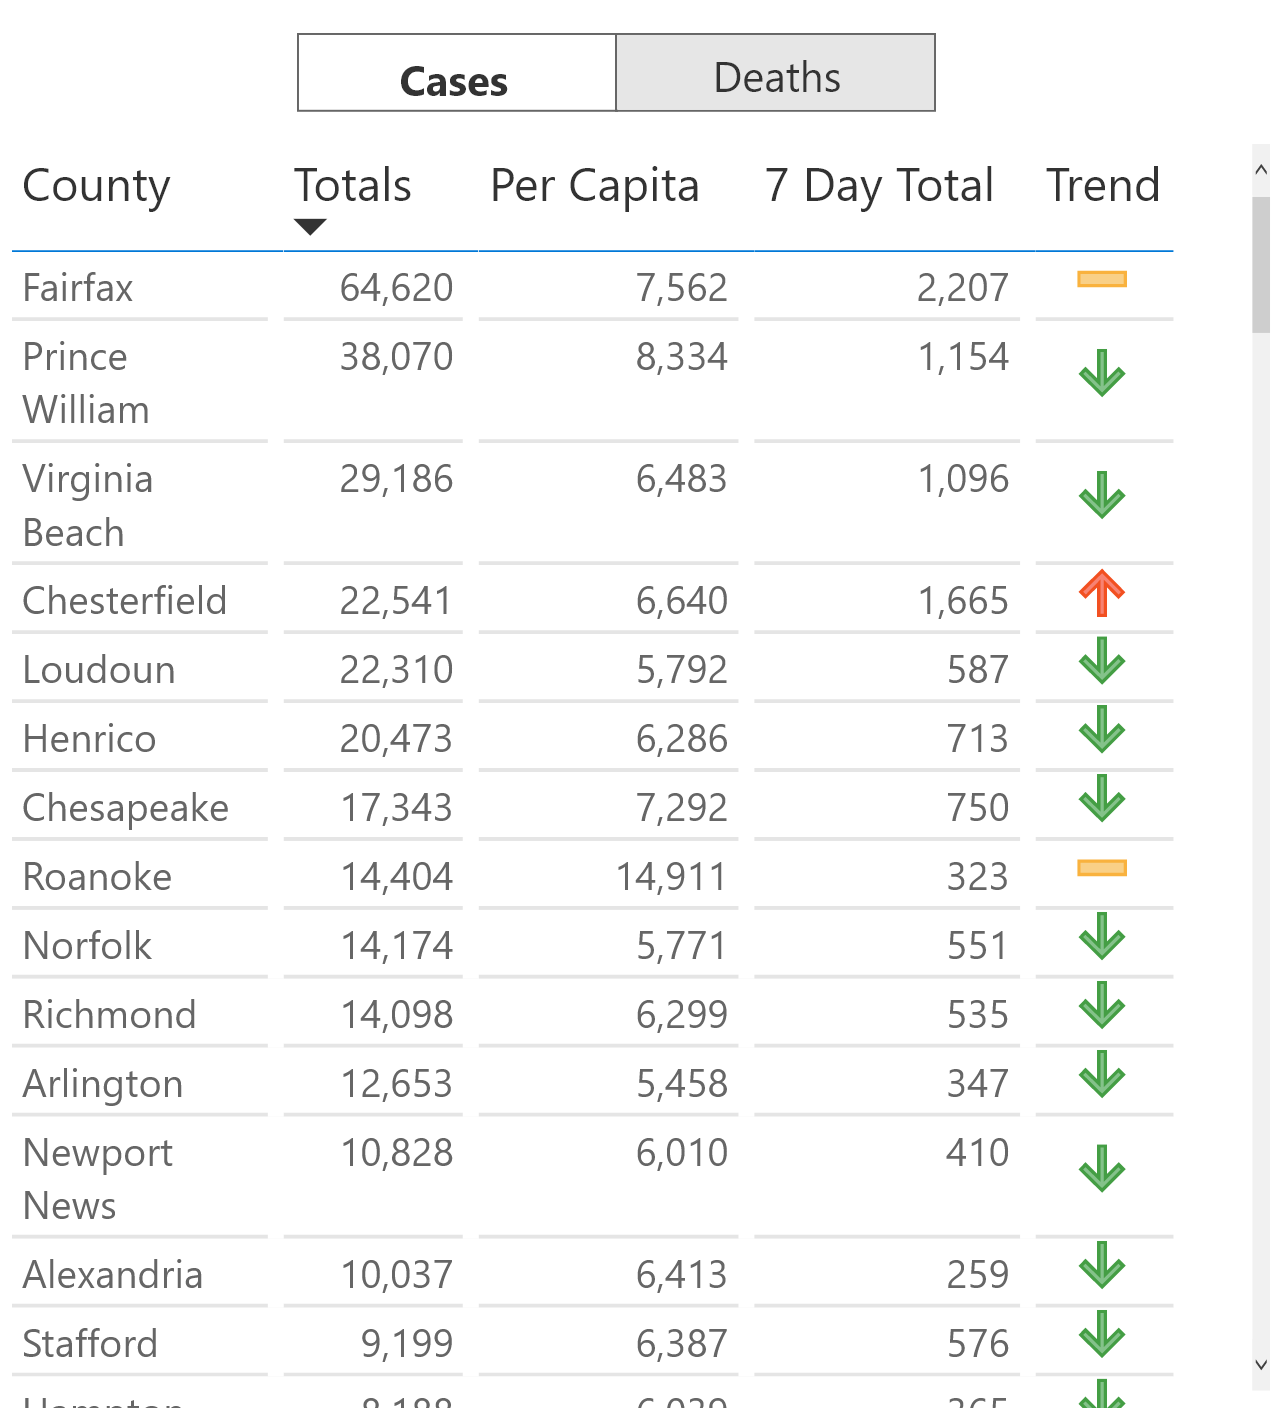 Cases Deaths
County Totals Per Capita 7 Day Total Trend
Fairfax 64,620 7,562 2,207
Prince 38,070 8,334 1,154
William
Virginia 29,186 6,483 1,096
Beach
Chesterfield 22,541 6,640 1,665
Loudoun 22,310 5,792 587
Henrico 20,473 6,286 713
Chesapeake 17,343 7,292 750
Roanoke 14,404 14,911 323
Norfolk 14,174 5,771 551
Richmond 14,098 6,299 535
Arlington 12,653 5,458 347
Newport 10,828 6,010 410
News
Alexandria 10,037 6,413 259
Stafford 9,199 6,387 576